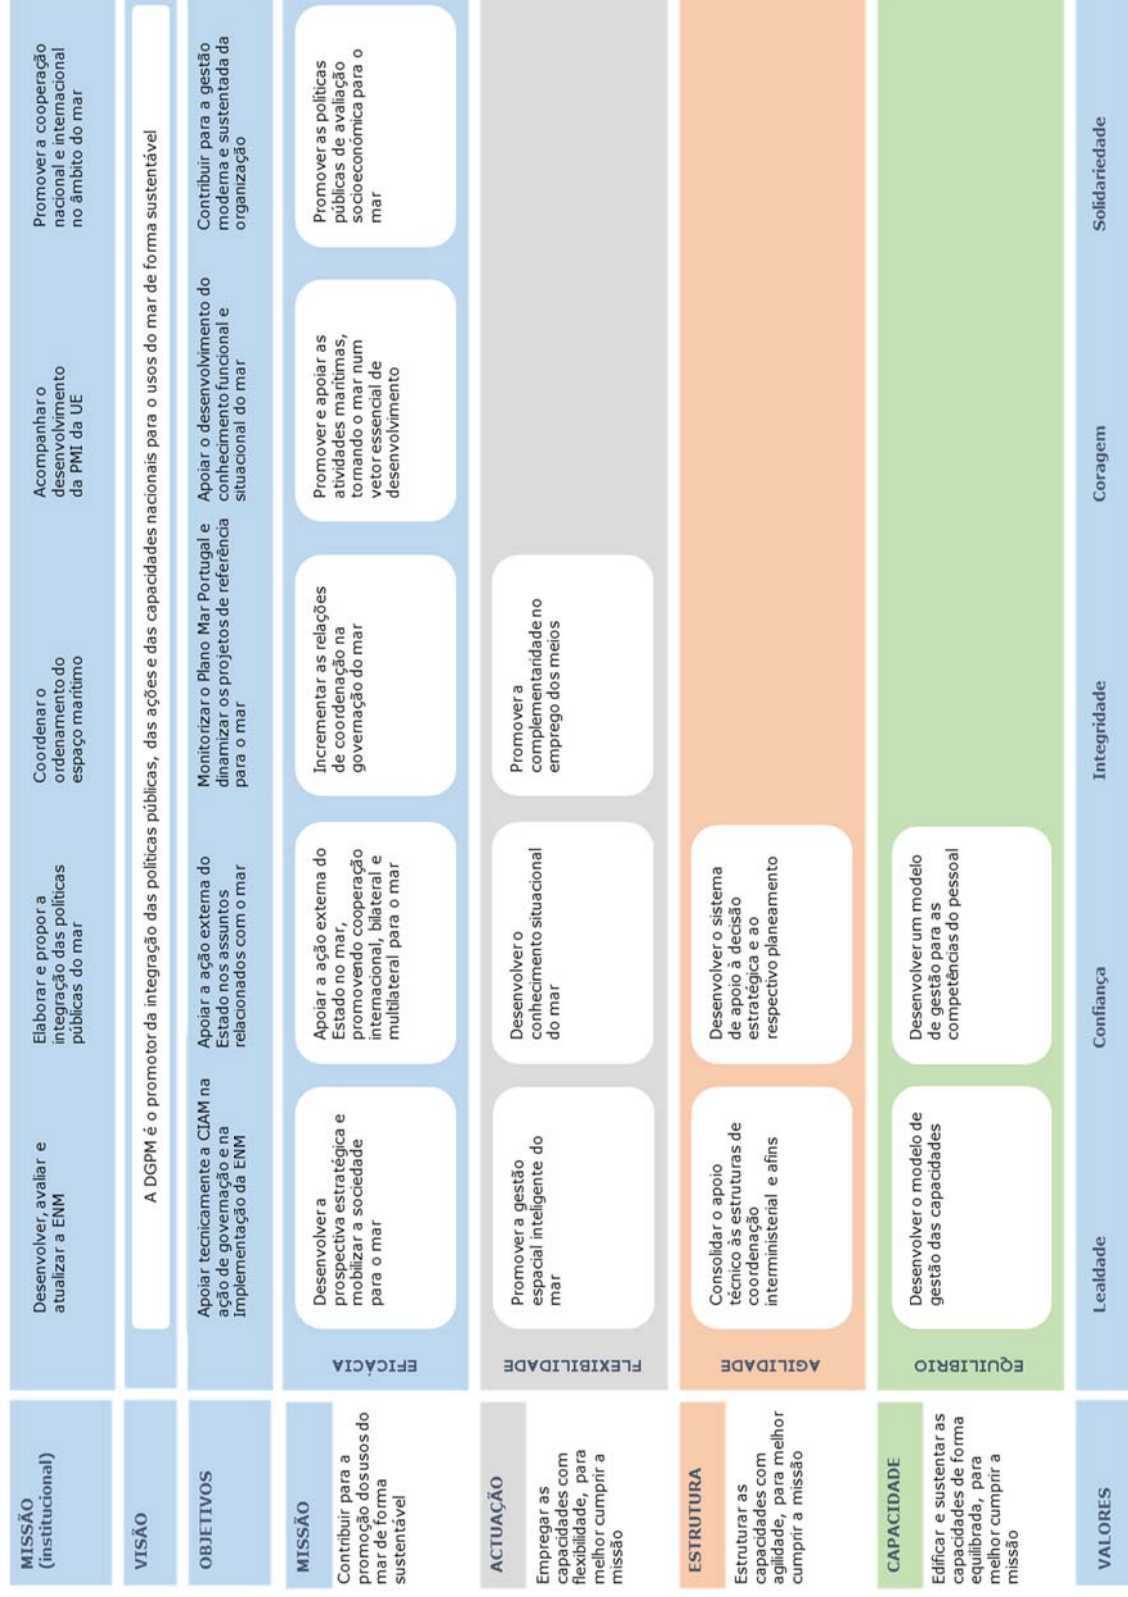 MISSÃO
(institucional)
Desenvolver, avaliar e
atualizar a ENM
Elaborar e propor a
integração das políticas
públicas do mar
Coordenar o
ordenamento do
espaço marítimo
Acompanhar o
desenvolvimento
da PMI da UE
Promover a cooperação
nacional e internacional
no âmbito do mar
VISÃO
A DGPM é o promotor da integração das políticas públicas, das ações e das capacidades nacionais para o usos do mar de forma sustentável
OBJETIVOS
Apoiar tecnicamente a CIAM na
ação de governação e na
Implementação da ENM
Apoiar a ação externa do
Estado nos assuntos
relacionados com o mar
Monitorizar o Plano Mar Portugal e
dinamizar os projetos de referência
para o mar
Apoiar o desenvolvimento do
conhecimento funcional e
situacional do mar
Contribuir para a gestão
moderna e sustentada da
organização
MISSÃO
Contribuir para a
promoção dos usos do
mar de forma
sustentável
EFICÁCIA
Desenvolver a
prospectiva estratégica e
mobilizar a sociedade
para o mar
Apoiar a ação externa do
Estado no mar,
promovendo cooperação
internacional, bilateral e
multilateral para o mar
Incrementar as relações
de coordenação na
governação do mar
Promover e apoiar as
atividades marítimas,
tornando o mar num
vetor essencial de
desenvolvimento
Promover as políticas
públicas de avaliação
socioeconómica para o
mar
ACTUAÇÃO
Empregar as
capacidades com
flexibilidade, para
melhor cumprir a
missão
FLEXIBILIDADE
Promover a gestão
espacial inteligente do
mar
Desenvolver o
conhecimento situacional
do mar
Promover a
complementaridade no
emprego dos meios
ESTRUTURA
Estruturar as
capacidades com
agilidade, para melhor
cumprir a missão
AGILIDADE
Consolidar o apoio
técnico às estruturas de
coordenação
interministerial e afins
Desenvolver o sistema
de apoio à decisão
estratégica e ao
respectivo planeamento
CAPACIDADE
Edificar e sustentar as
capacidades de forma
equilibrada, para
melhor cumprir a
missão
EQUILIBRIO
Desenvolver o modelo de
gestão das capacidades
Desenvolver um modelo
de gestão para as
competências do pessoal
VALORES
Lealdade
Confiança
Integridade
Coragem
Solidariedade